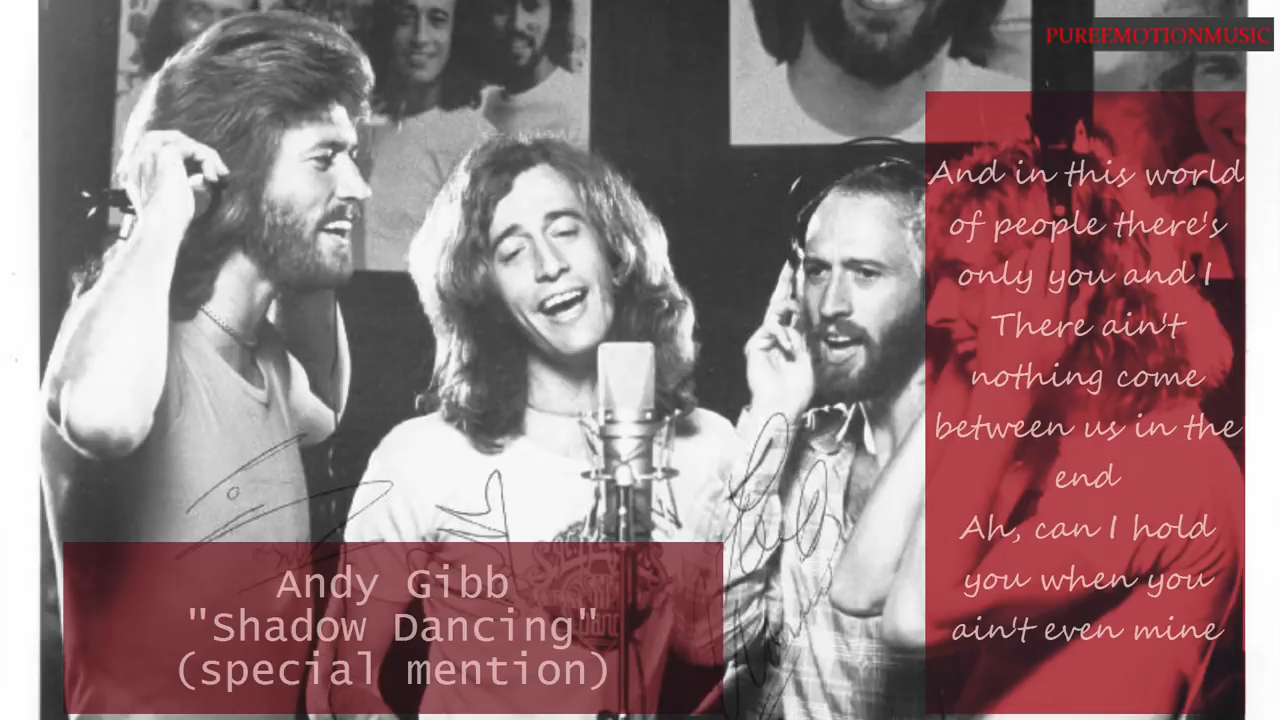 PUREEMOTIONMUSIC
And in this world
of people there's
only you and I
There ain't
nothing come
between us in the
end
Ah, can I hold
you when you
ain't even mine
Andy Gibb
"Shadow Dancing"
(special mention)